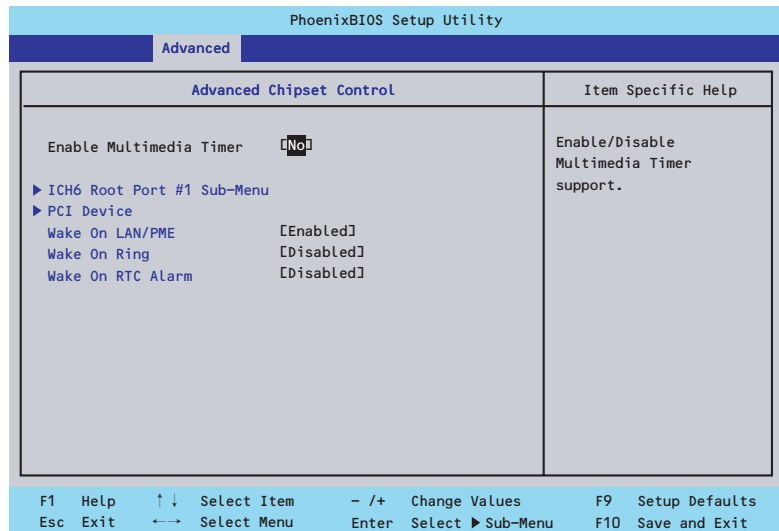 PhoenixBIOS Setup Utility
Advanced
Advanced Chipset Control
Item Specific Help
Enable Multimedia Timer [No]
Enable/Disable
Multimedia Timer
support.
▶ ICH6 Root Port #1 Sub-Menu
▶ PCI Device
Wake On LAN/PME [Enabled]
Wake On Ring [Disabled]
Wake On RTC Alarm [Disabled]
F1 Help ↑↓ Select Item - /+ Change Values F9 Setup Defaults
Esc Exit ←→ Select Menu Enter Select ▶ Sub-Menu F10 Save and Exit